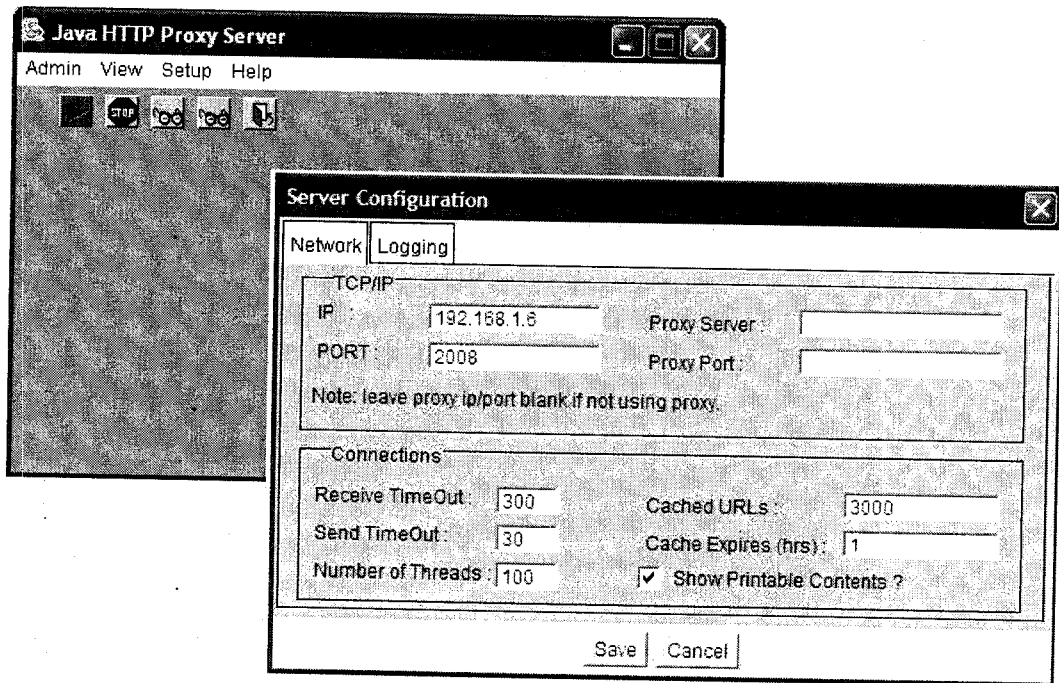 Java HTTP Proxy Server
Admin View Setup Help
STOP
Server Configuration
Network Logging
TCP/IP
IP : 192.168.1.6 Proxy Server :
PORT : 2008 Proxy Port :
Note: leave proxy ip/port blank if not using proxy.
Connections
Receive TimeOut : 300 Cached URLs : 3000
Send TimeOut : 30 Cache Expires (hrs) : 1
Number of Threads : 100 Show Printable Contents ?
Save Cancel